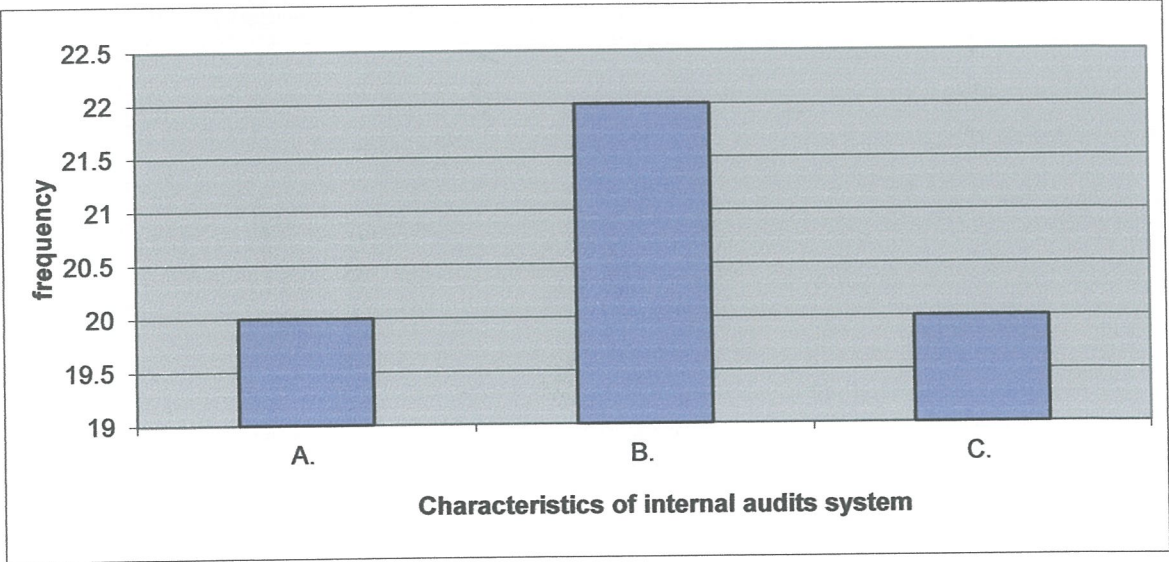 22.5
22
21.5
21
20.5
20
19.5
19
frequency
A.
B.
C.
Characteristics of internal audits system